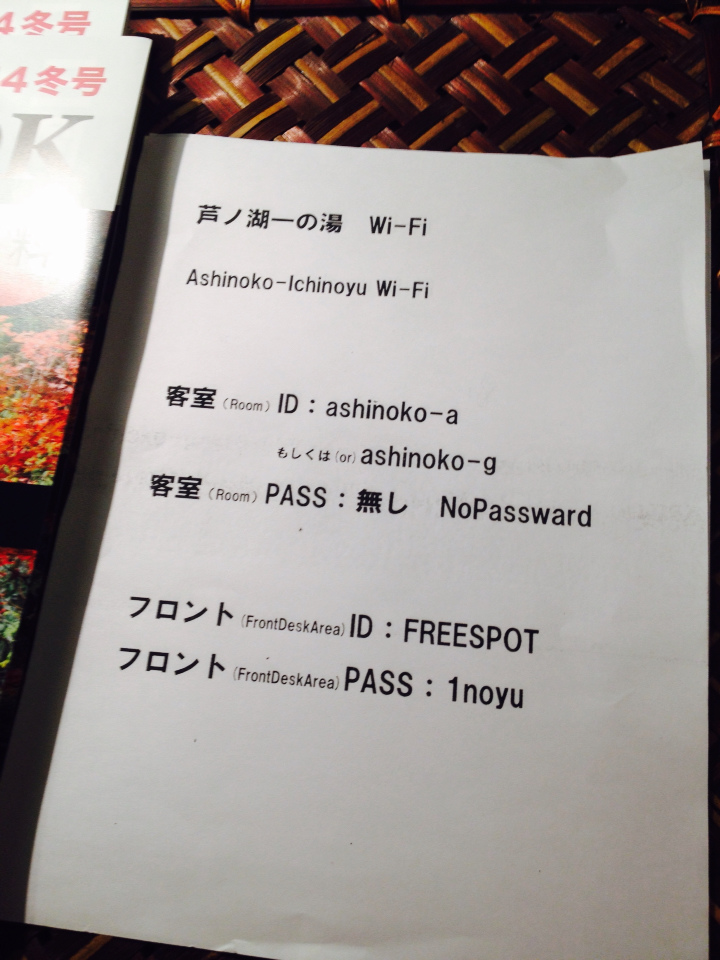 4冬号
4冬号
OK
芦ノ湖一の湯 Wi-Fi
Ashinoko-Ichinoyu Wi-Fi
客室(Room) ID：ashinoko-a
もしくは(or)ashinoko-g
客室(Room) PASS：無し NoPassward
フロント(FrontDeskArea)ID：FREESPOT
フロント(FrontDeskArea)PASS：1noyu